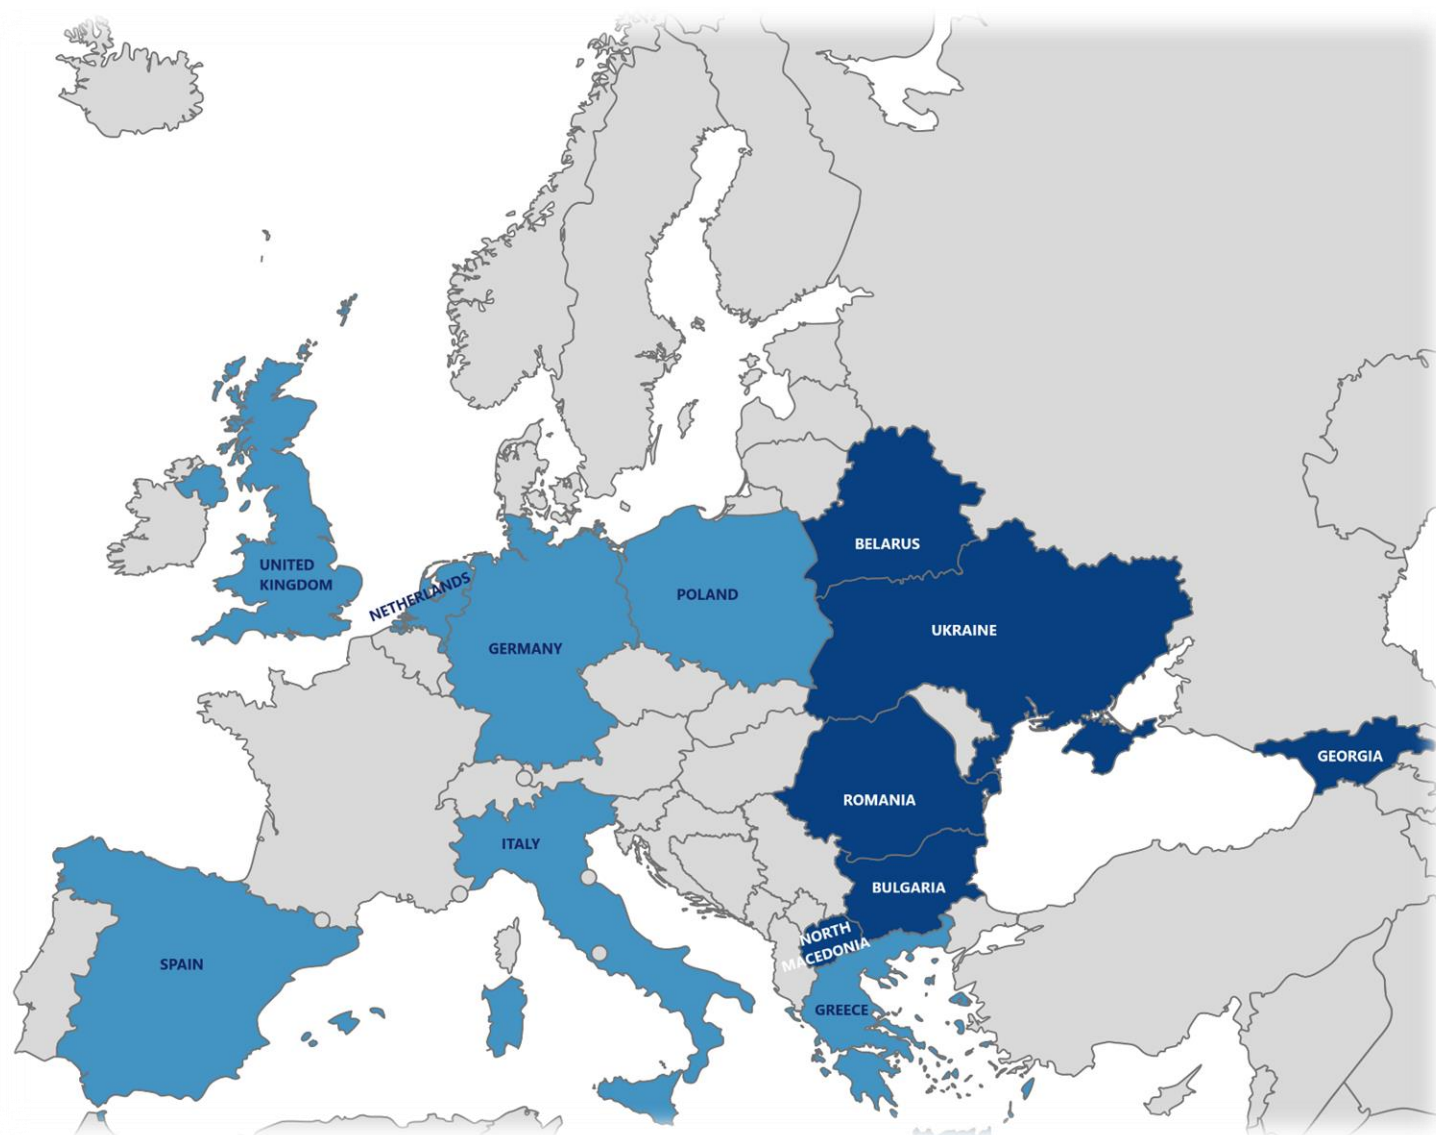 BELARUS
UNITED
KINGDOM
NETHERLANDS
POLAND
UKRAINE
GERMANY
GEORGIA
ROMANIA
ITALY
BULGARIA
NORTH
MACEDONIA
SPAIN
GREECE